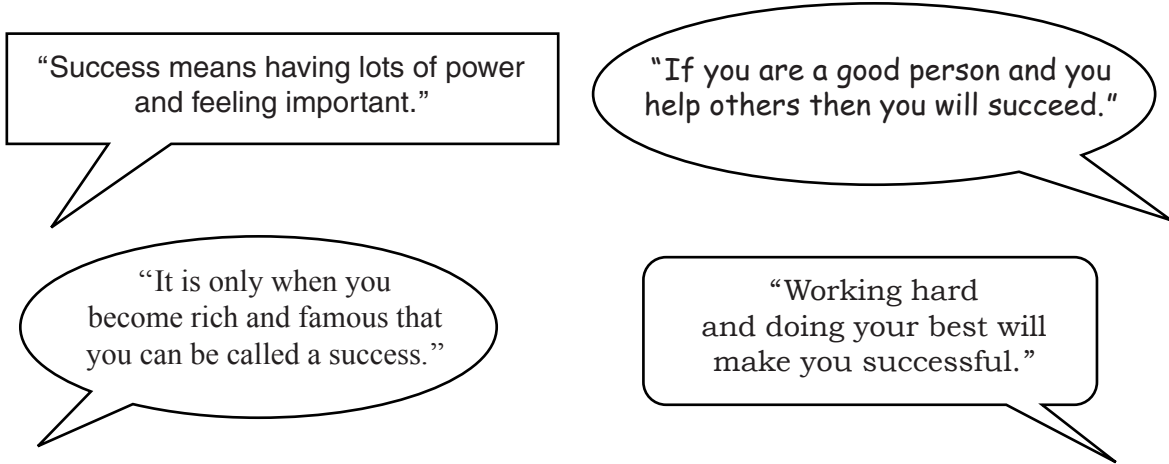 “Success means having lots of power
and feeling important.”
“If you are a good person and you
help others then you will succeed.”
“It is only when you
become rich and famous that
you can be called a success.”
“Working hard
and doing your best will
make you successful.”